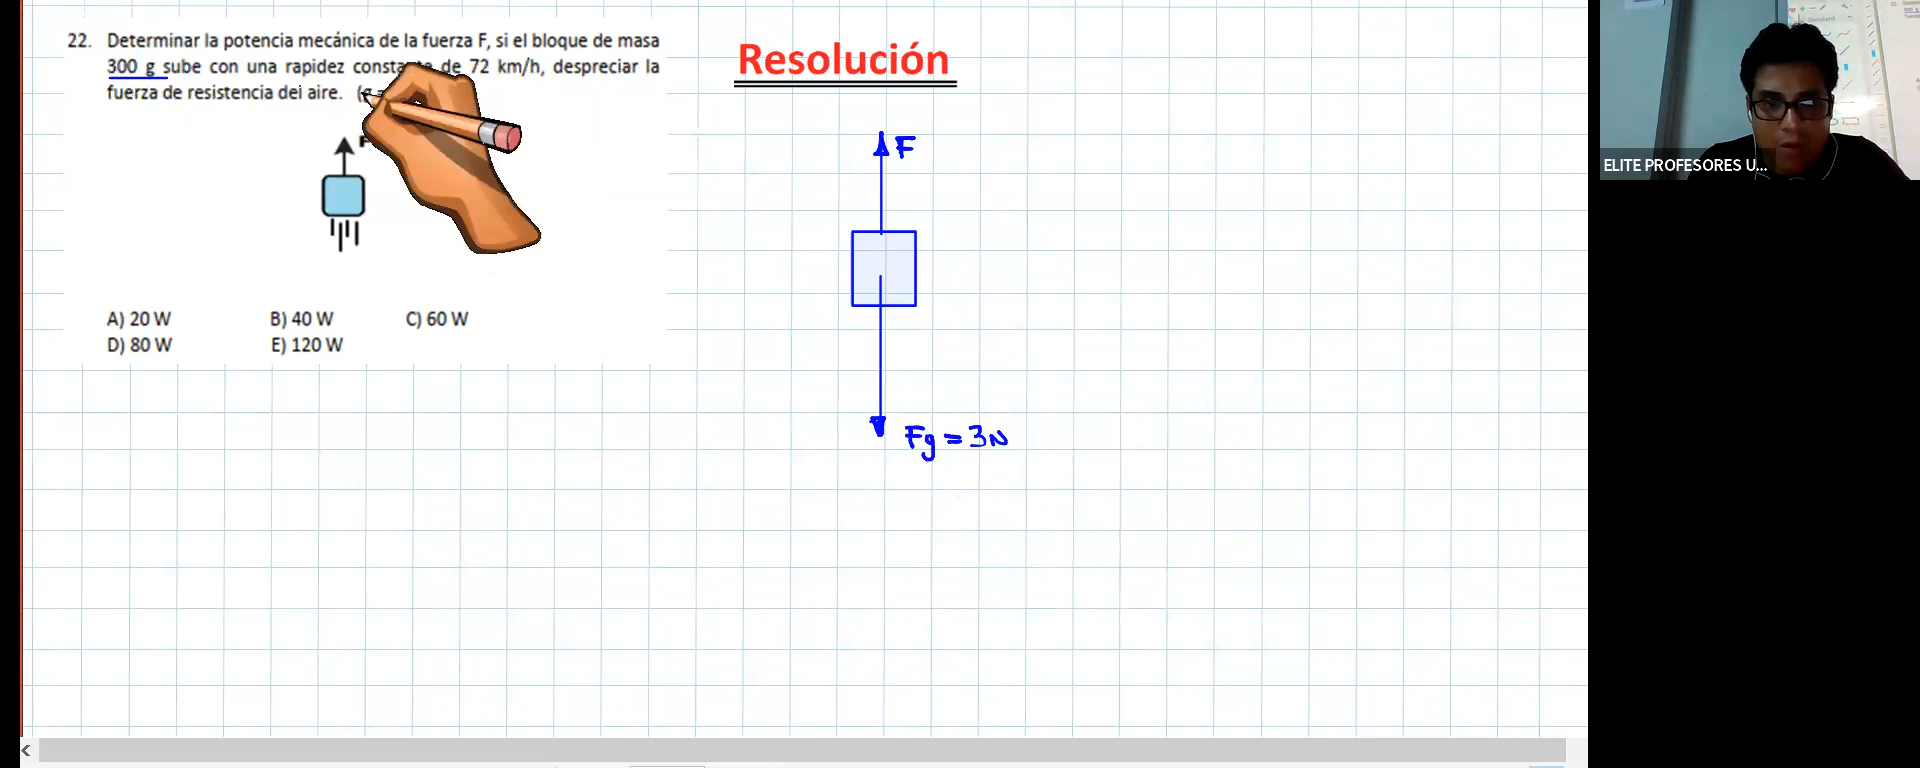 22. Determinar la potencia mecánica de la fuerza F, si el bloque de masa
300 g sube con una rapidez constante de 72 km/h, despreciar la
fuerza de resistencia del aire. (g
F
A) 20 W B) 40 W C) 60 W
D) 80 W E) 120 W
Resolución
F
Fg = 3N
ELITE PROFESORES U...